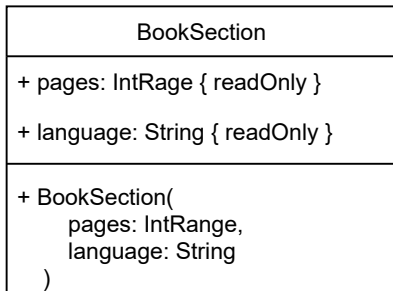 BookSection
+ pages: IntRage { readOnly }
+ language: String { readOnly }
+ BookSection(
pages: IntRange,
language: String
)